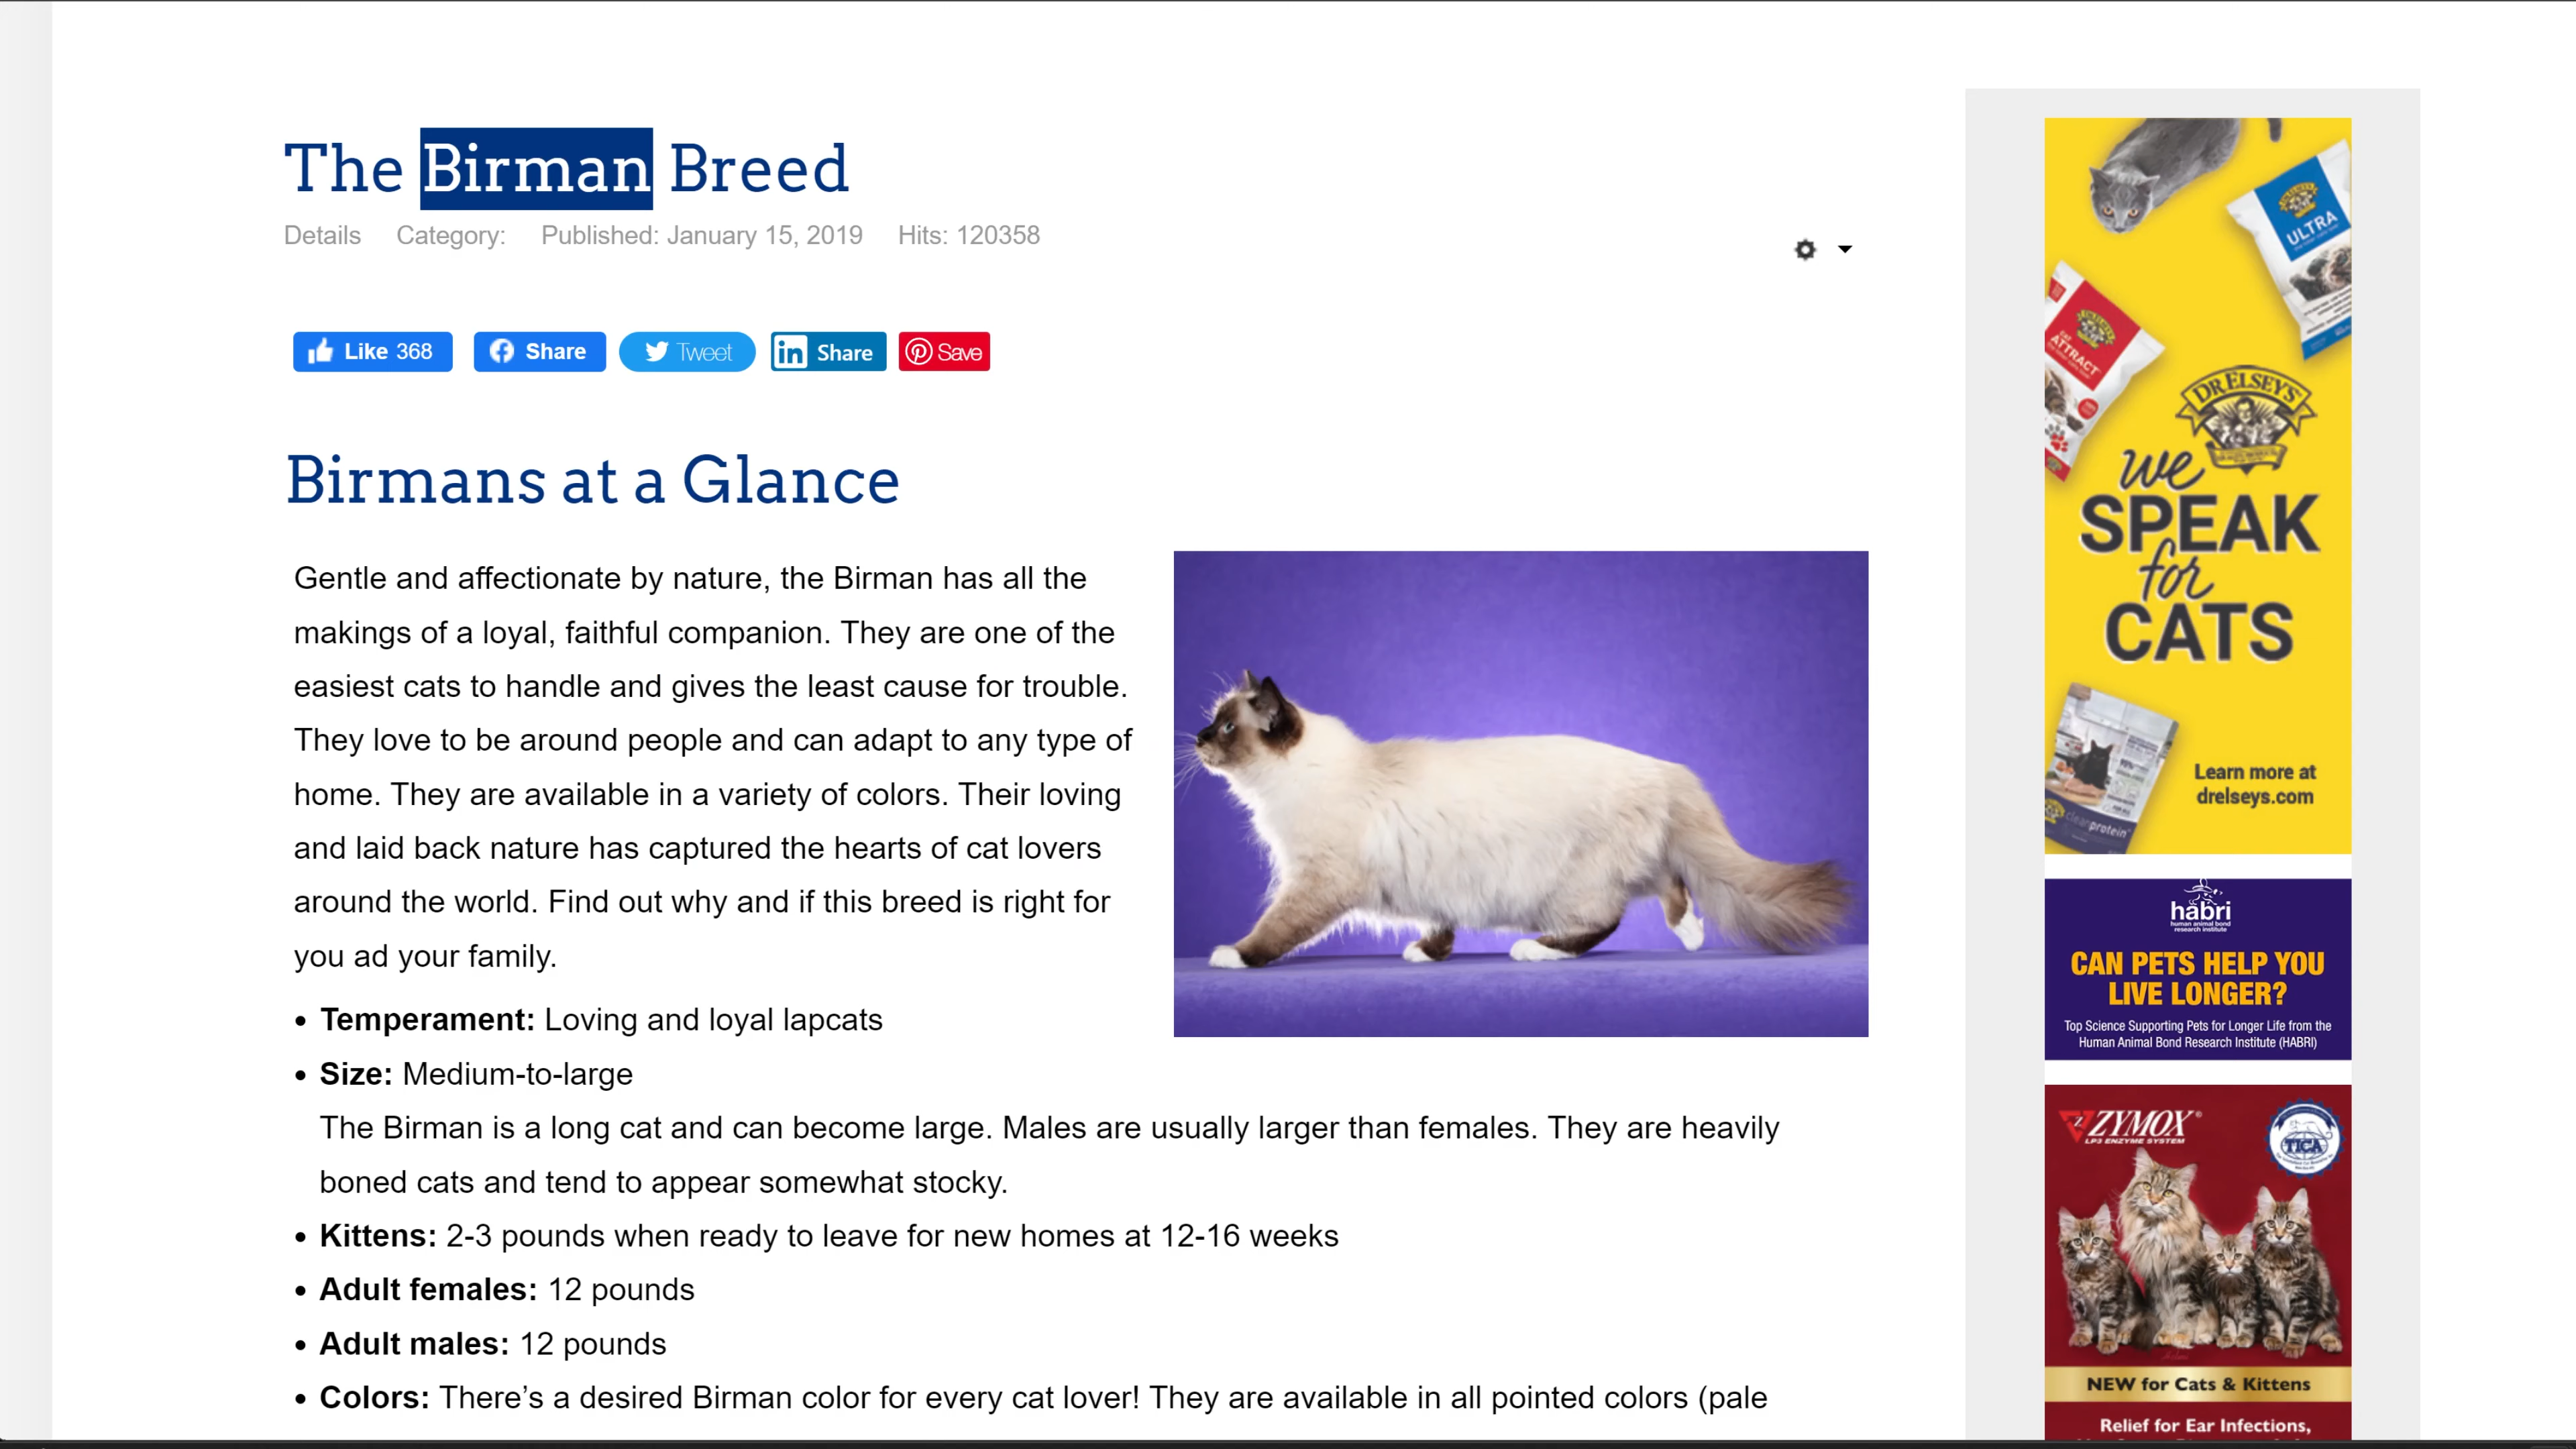 The Birman Breed
Details Category: Published: January 15, 2019 Hits: 120358
Like 368 Share Tweet Share Save
Birmans at a Glance
Gentle and affectionate by nature, the Birman has all the
makings of a loyal, faithful companion. They are one of the
easiest cats to handle and gives the least cause for trouble.
They love to be around people and can adapt to any type of
home. They are available in a variety of colors. Their loving
and laid back nature has captured the hearts of cat lovers
around the world. Find out why and if this breed is right for
you ad your family.
• Temperament: Loving and loyal lapcats
• Size: Medium-to-large
The Birman is a long cat and can become large. Males are usually larger than females. They are heavily
boned cats and tend to appear somewhat stocky.
• Kittens: 2-3 pounds when ready to leave for new homes at 12-16 weeks
• Adult females: 12 pounds
• Adult males: 12 pounds
• Colors: There’s a desired Birman color for every cat lover! They are available in all pointed colors (pale
ULTRA
ATTRACT
DR ELSEY'S
we
SPEAK
for
CATS
Learn more at
drelseys.com
cleanprotein
habri
human animal bond
research institute
CAN PETS HELP YOU
LIVE LONGER?
Top Science Supporting Pets for Longer Life from the
Human Animal Bond Research Institute (HABRI)
ZYMOX®
LP3 ENZYME SYSTEM
TICA
NEW for Cats & Kittens
Relief for Ear Infections,